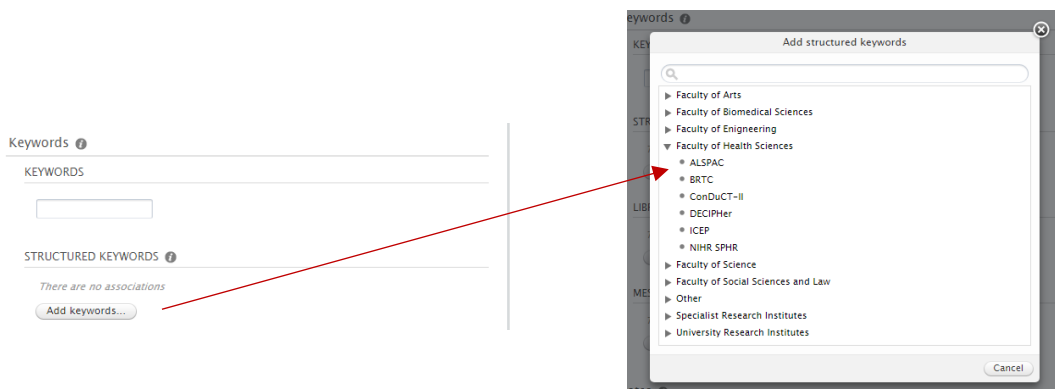 Keywords
KEYWORDS
STRUCTURED KEYWORDS
There are no associations
Add keywords...
eywords
KEY
STR
LIB
MES
Add structured keywords
Faculty of Arts
Faculty of Biomedical Sciences
Faculty of Enigneering
Faculty of Health Sciences
ALSPAC
BRTC
ConDuCT-II
DECIPHer
ICEP
NIHR SPHR
Faculty of Science
Faculty of Social Sciences and Law
Other
Specialist Research Institutes
University Research Institutes
Cancel